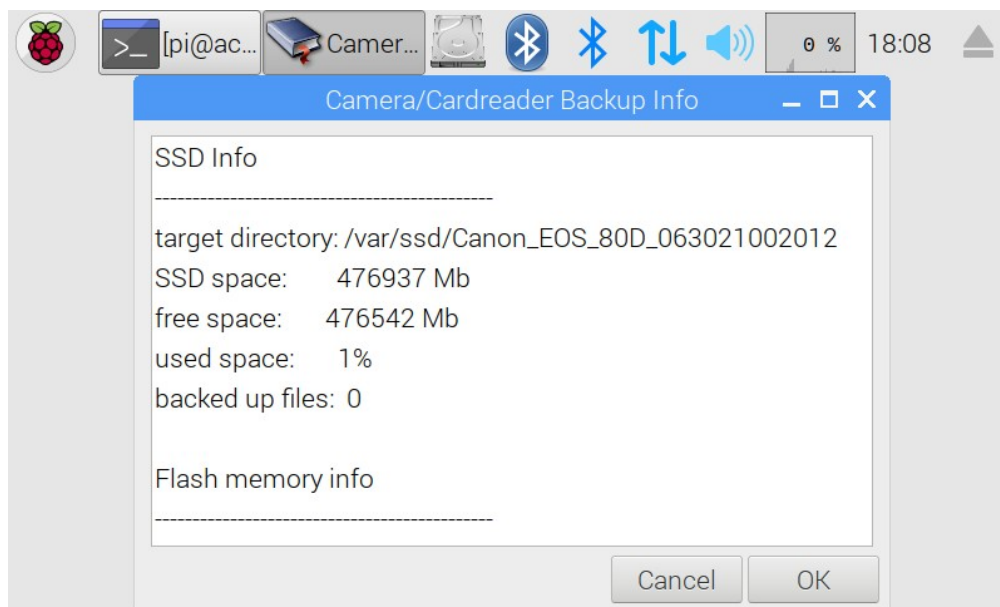 >_ [pi@ac... Camer... 0 % 18:08
Camera/Cardreader Backup Info
SSD Info
---------------------------------------------
target directory: /var/ssd/Canon_EOS_80D_063021002012
SSD space: 476937 Mb
free space: 476542 Mb
used space: 1%
backed up files: 0
Flash memory info
---------------------------------------------
Cancel OK